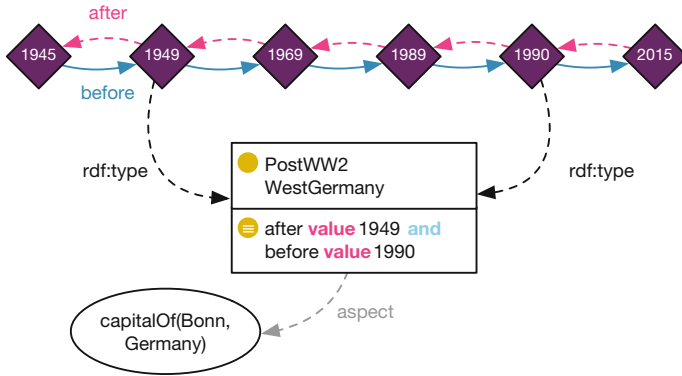 after
1945 1949 1969 1989 1990 2015
before
rdf:type
PostWW2
WestGermany
rdf:type
after value 1949 and
before value 1990
aspect
capitalOf(Bonn,
Germany)